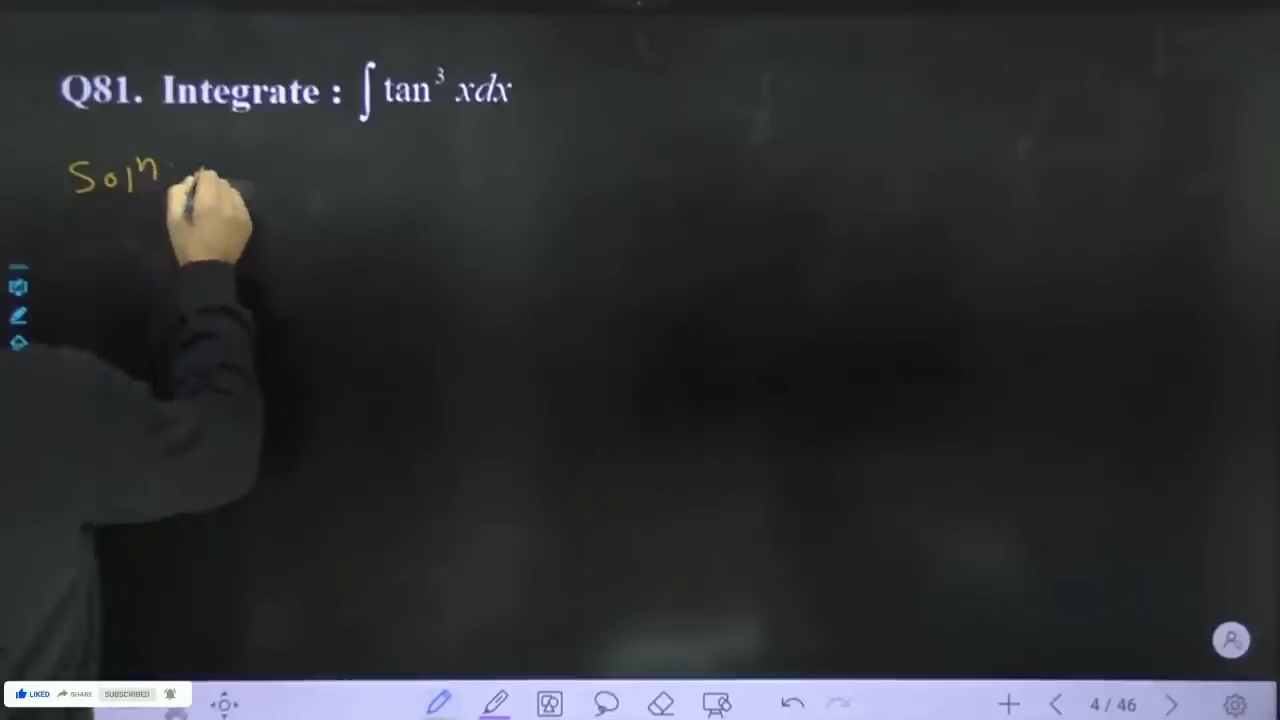 Q81. Integrate : ∫ tan³ xdx
Solⁿ
LIKED SHARE SUBSCRIBED
4 / 46